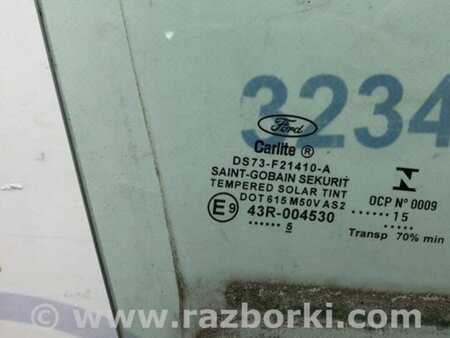 3234
Ford
Carlite ®
DS73-F21410-A
SAINT-GOBAIN SEKURIT
TEMPERED SOLAR TINT
DOT 615 M50V AS2
E9 43R-004530
...... 5
N
OCP Nº 0009
...... 15
Transp 70% min
© www.razborki.com